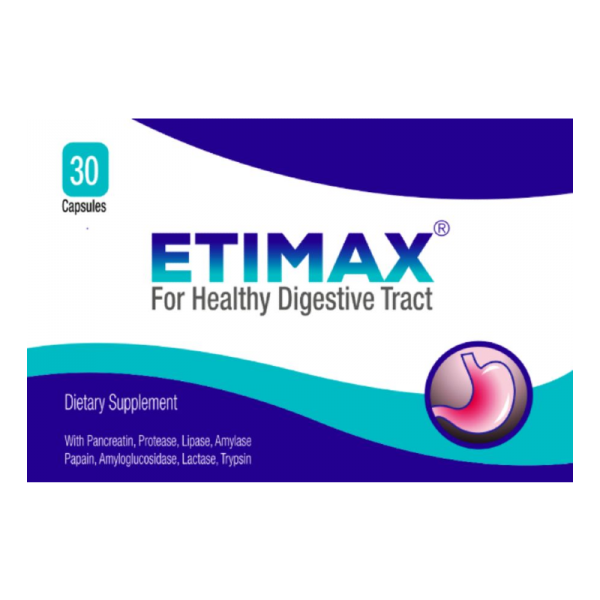 30
Capsules
ETIMAX®
For Healthy Digestive Tract
Dietary Supplement
With Pancreatin, Protease, Lipase, Amylase
Papain, Amyloglucosidase, Lactase, Trypsin